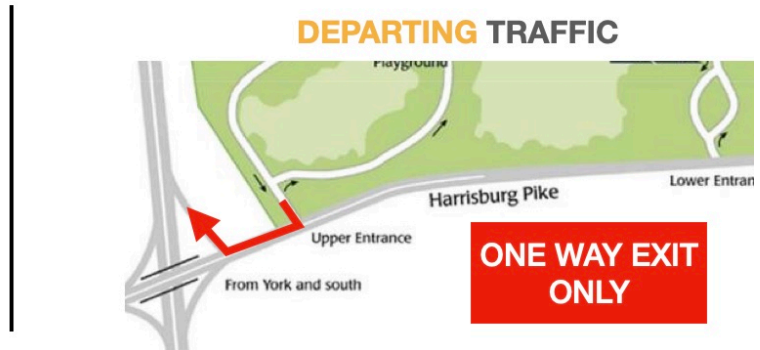 DEPARTING TRAFFIC
Playground
Harrisburg Pike
Lower Entran
Upper Entrance
ONE WAY EXIT
ONLY
From York and south